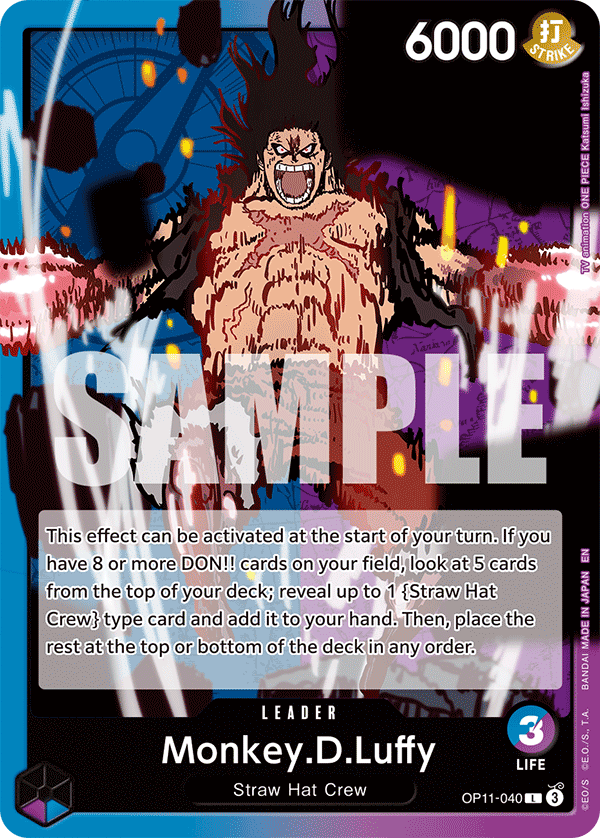 6000
打
STRIKE
TV animation ONE PIECE Katsumi Ishizuka
SAMPLE
This effect can be activated at the start of your turn. If you
have 8 or more DON!! cards on your field, look at 5 cards
from the top of your deck; reveal up to 1 {Straw Hat
Crew} type card and add it to your hand. Then, place the
rest at the top or bottom of the deck in any order.
BANDAI MADE IN JAPAN EN
LEADER
Monkey.D.Luffy
3
LIFE
Straw Hat Crew
OP11-040 L 3
©E.O./S., T.A.
©EO/S